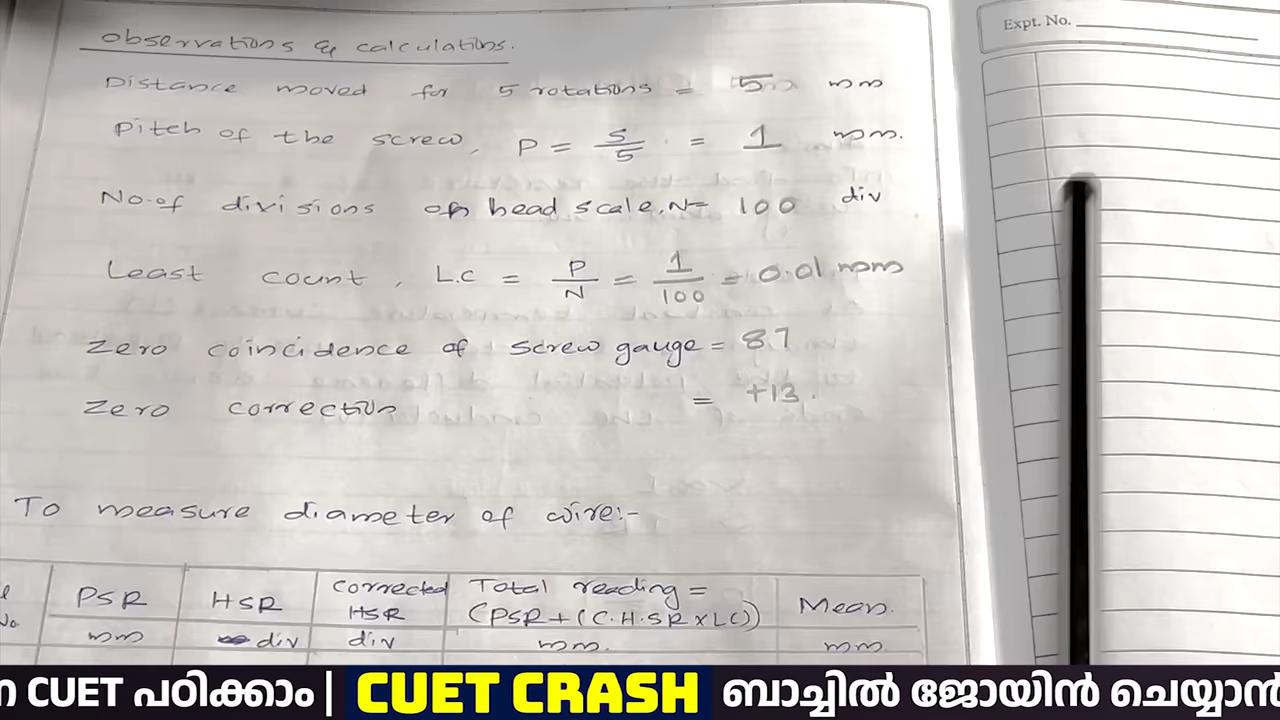 Expt. No.
Observations & calculations.
Distance moved for 5 rotations = 5 mm
Pitch of the screw, P = 5/5 = 1 mm.
No. of divisions on head scale, N = 100 div
Least count, L.C = P/N = 1/100 = 0.01 mm
Zero coincidence of screw gauge = 87
Zero correction = +13.
To measure diameter of wire:-
No. PSR HSR Corrected HSR Total reading = (PSR+(C.H.SR x LC)) Mean.
mm div div mm. mm
CUET പഠിക്കാം | CUET CRASH ബാച്ചിൽ ജോയിൻ ചെയ്യാൻ